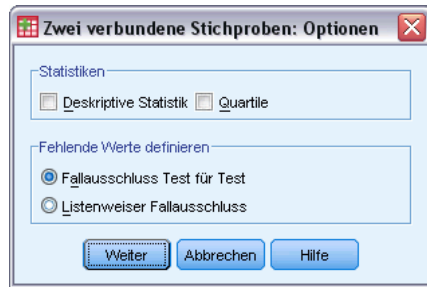 Zwei verbundene Stichproben: Optionen
Statistiken
Deskriptive Statistik Quartile
Fehlende Werte definieren
Fallausschluss Test für Test
Listenweiser Fallausschluss
Weiter Abbrechen Hilfe